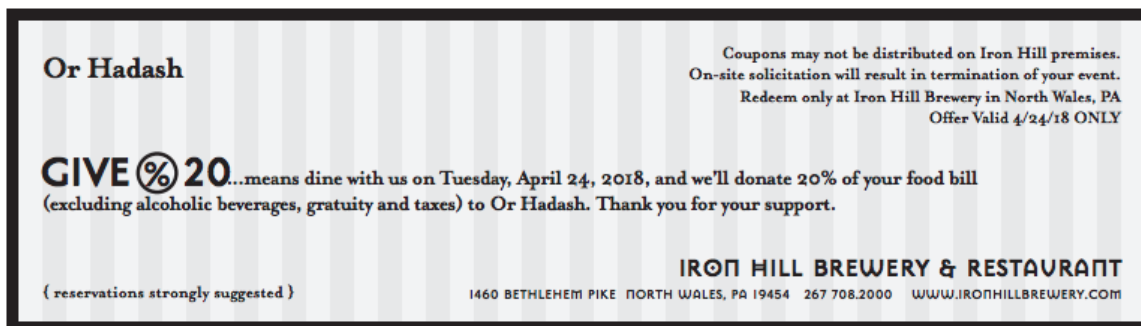 Or Hadash
Coupons may not be distributed on Iron Hill premises.
On-site solicitation will result in termination of your event.
Redeem only at Iron Hill Brewery in North Wales, PA
Offer Valid 4/24/18 ONLY
GIVE % 20...means dine with us on Tuesday, April 24, 2018, and we'll donate 20% of your food bill
(excluding alcoholic beverages, gratuity and taxes) to Or Hadash. Thank you for your support.
IRON HILL BREWERY & RESTAURANT
{ reservations strongly suggested }
1460 BETHLEHEM PIKE NORTH WALES, PA 19454 267 708.2000 WWW.IRONHILLBREWERY.COM